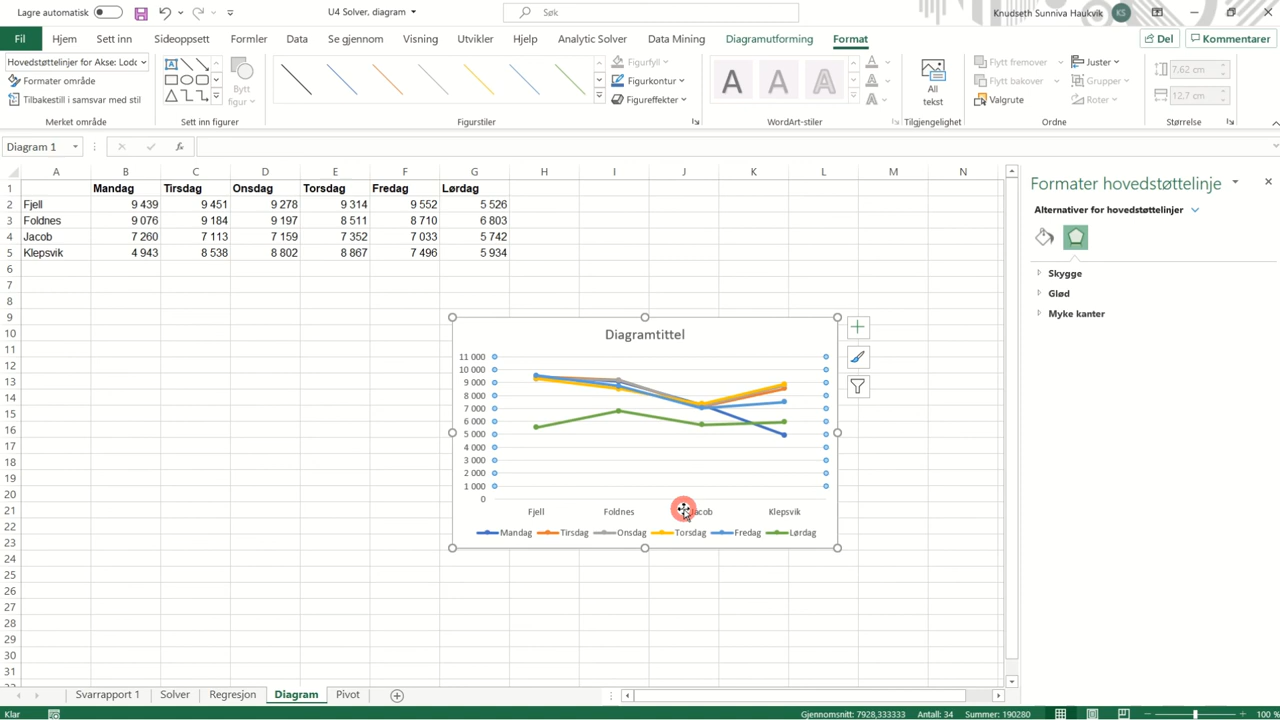 Lagre automatisk
U4 Solver, diagram
Søk
Knudseth Sunniva Haukvik KS
Fil Hjem Sett inn Sideoppsett Formler Data Se gjennom Visning Utvikler Hjelp Analytic Solver Data Mining Diagramutforming Format Del Kommentarer
Hovedstøttelinjer for Akse: Lodd
Formater område
Tilbakestill i samsvar med stil
Merket område
Bytt
figur
Sett inn figurer
Figurfyll
Figurkontur
Figureffekter
Figurstiler
A A A
A
A
A
WordArt-stiler
All
tekst
Tilgjengelighet
Flytt fremover
Flytt bakover
Valgrute
Juster
Grupper
Roter
Ordne
7,62 cm
12,7 cm
Størrelse
Diagram 1
fx
A B C D E F G H I J K L M N
1 Mandag Tirsdag Onsdag Torsdag Fredag Lørdag
2 Fjell 9 439 9 451 9 278 9 314 9 552 5 526
3 Foldnes 9 076 9 184 9 197 8 511 8 710 6 803
4 Jacob 7 260 7 113 7 159 7 352 7 033 5 742
5 Klepsvik 4 943 8 538 8 802 8 867 7 496 5 934
6
7
8
9
10
11
12
13
14
15
16
17
18
19
20
21
22
23
24
25
26
27
28
29
30
31
Diagramtittel
11 000
10 000
9 000
8 000
7 000
6 000
5 000
4 000
3 000
2 000
1 000
0
Fjell Foldnes Jacob Klepsvik
Mandag Tirsdag Onsdag Torsdag Fredag Lørdag
Formater hovedstøttelinje
Alternativer for hovedstøttelinjer
Skygge
Glød
Myke kanter
Svarrapport 1 Solver Regresjon Diagram Pivot
Klar
Gjennomsnitt: 7928,333333 Antall: 34 Summer: 190280 100 %